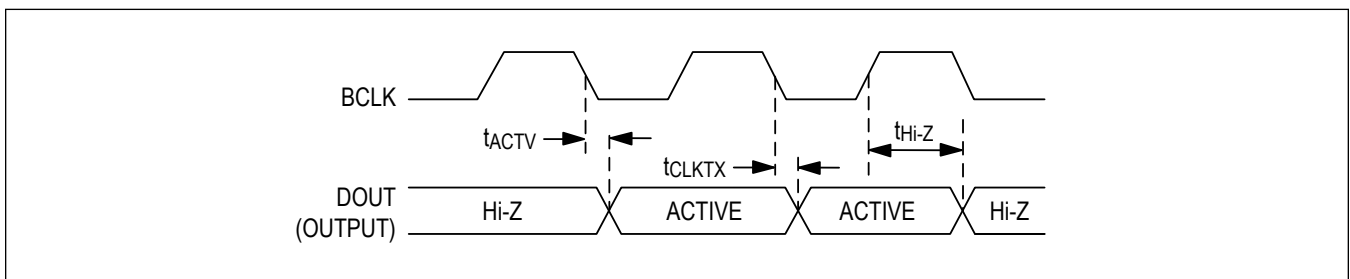 BCLK
tACTV
tHi-Z
tCLKTX
DOUT
(OUTPUT)
Hi-Z
ACTIVE
ACTIVE
Hi-Z